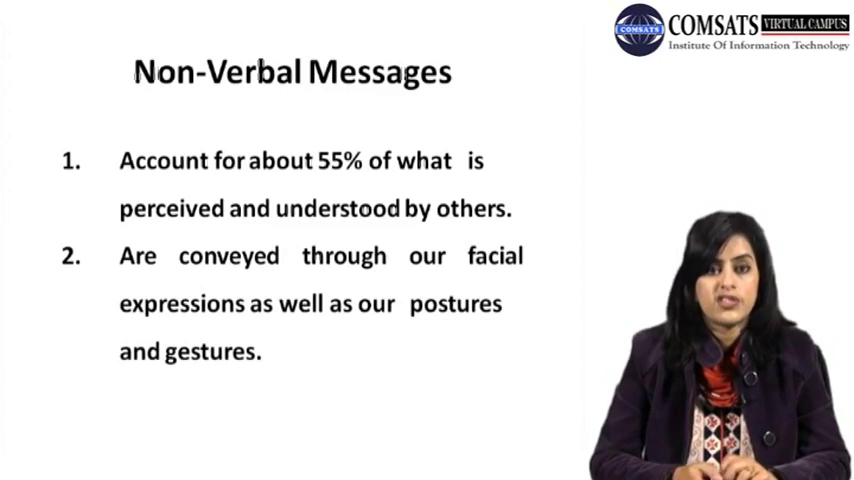 COMSATS VIRTUAL CAMPUS
COMSATS
Institute Of Information Technology
Non-Verbal Messages
1. Account for about 55% of what is
perceived and understood by others.
2. Are conveyed through our facial
expressions as well as our postures
and gestures.